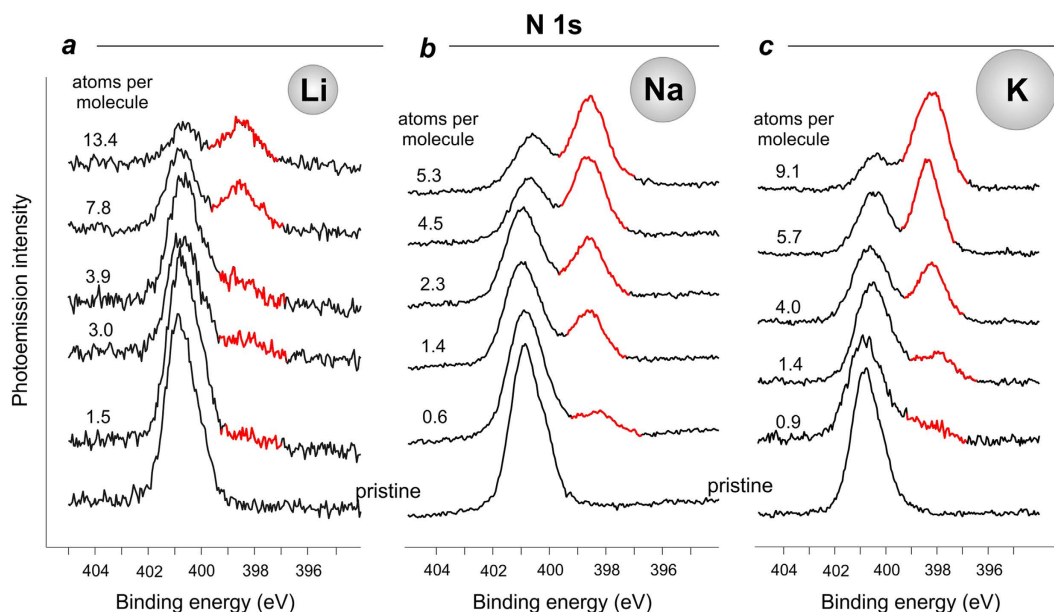 N 1s
a
Li
atoms per
molecule
13.4
7.8
3.9
3.0
1.5
pristine
404 402 400 398 396
Binding energy (eV)
Photoemission intensity
b
Na
atoms per
molecule
5.3
4.5
2.3
1.4
0.6
pristine
404 402 400 398 396
Binding energy (eV)
c
K
atoms per
molecule
9.1
5.7
4.0
1.4
0.9
404 402 400 398 396
Binding energy (eV)